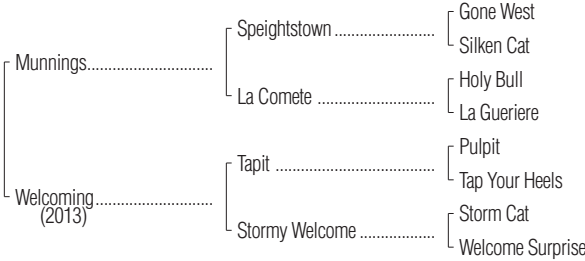 Gone West
Speightstown
Silken Cat
Munnings
Holy Bull
La Comete
La Gueriere
Pulpit
Tapit
Tap Your Heels
Welcoming
(2013)
Storm Cat
Stormy Welcome
Welcome Surprise